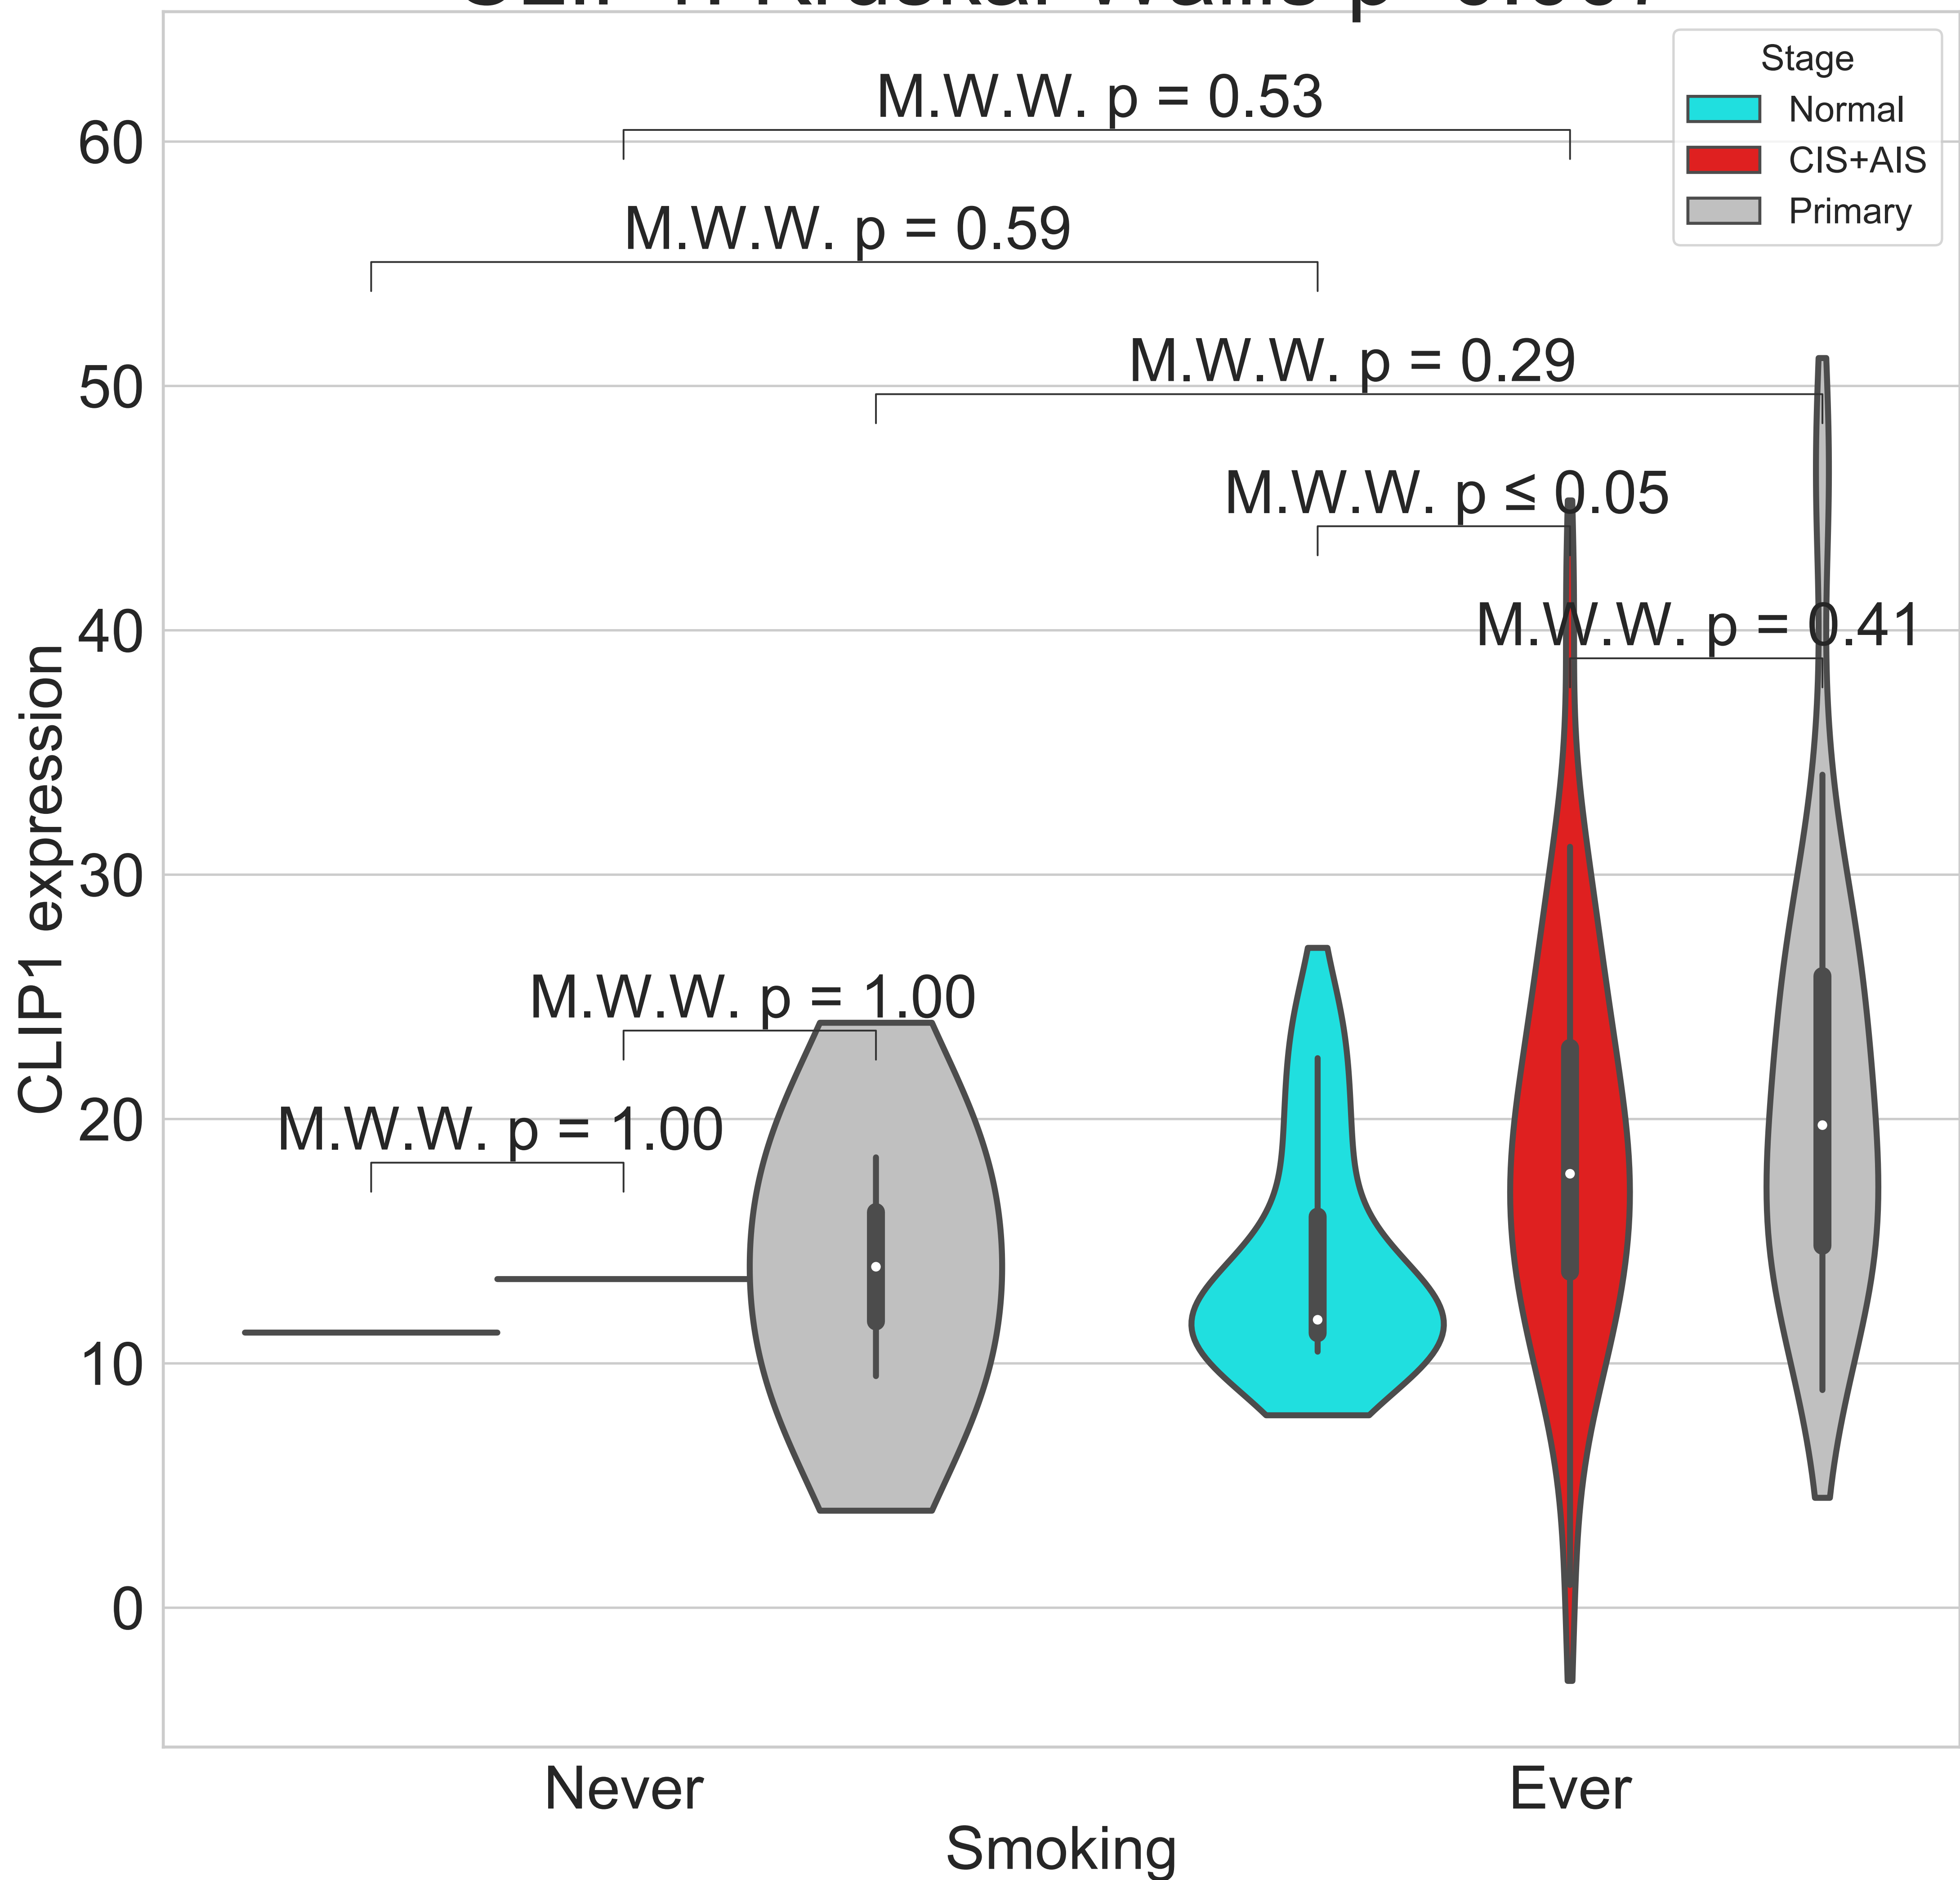 Stage
Normal
CIS+AIS
Primary
M.W.W. p = 0.53
M.W.W. p = 0.59
M.W.W. p = 0.29
M.W.W. p ≤ 0.05
M.W.W. p = 0.41
M.W.W. p = 1.00
M.W.W. p = 1.00
60
50
40
30
20
10
0
CLIP1 expression
Never
Ever
Smoking